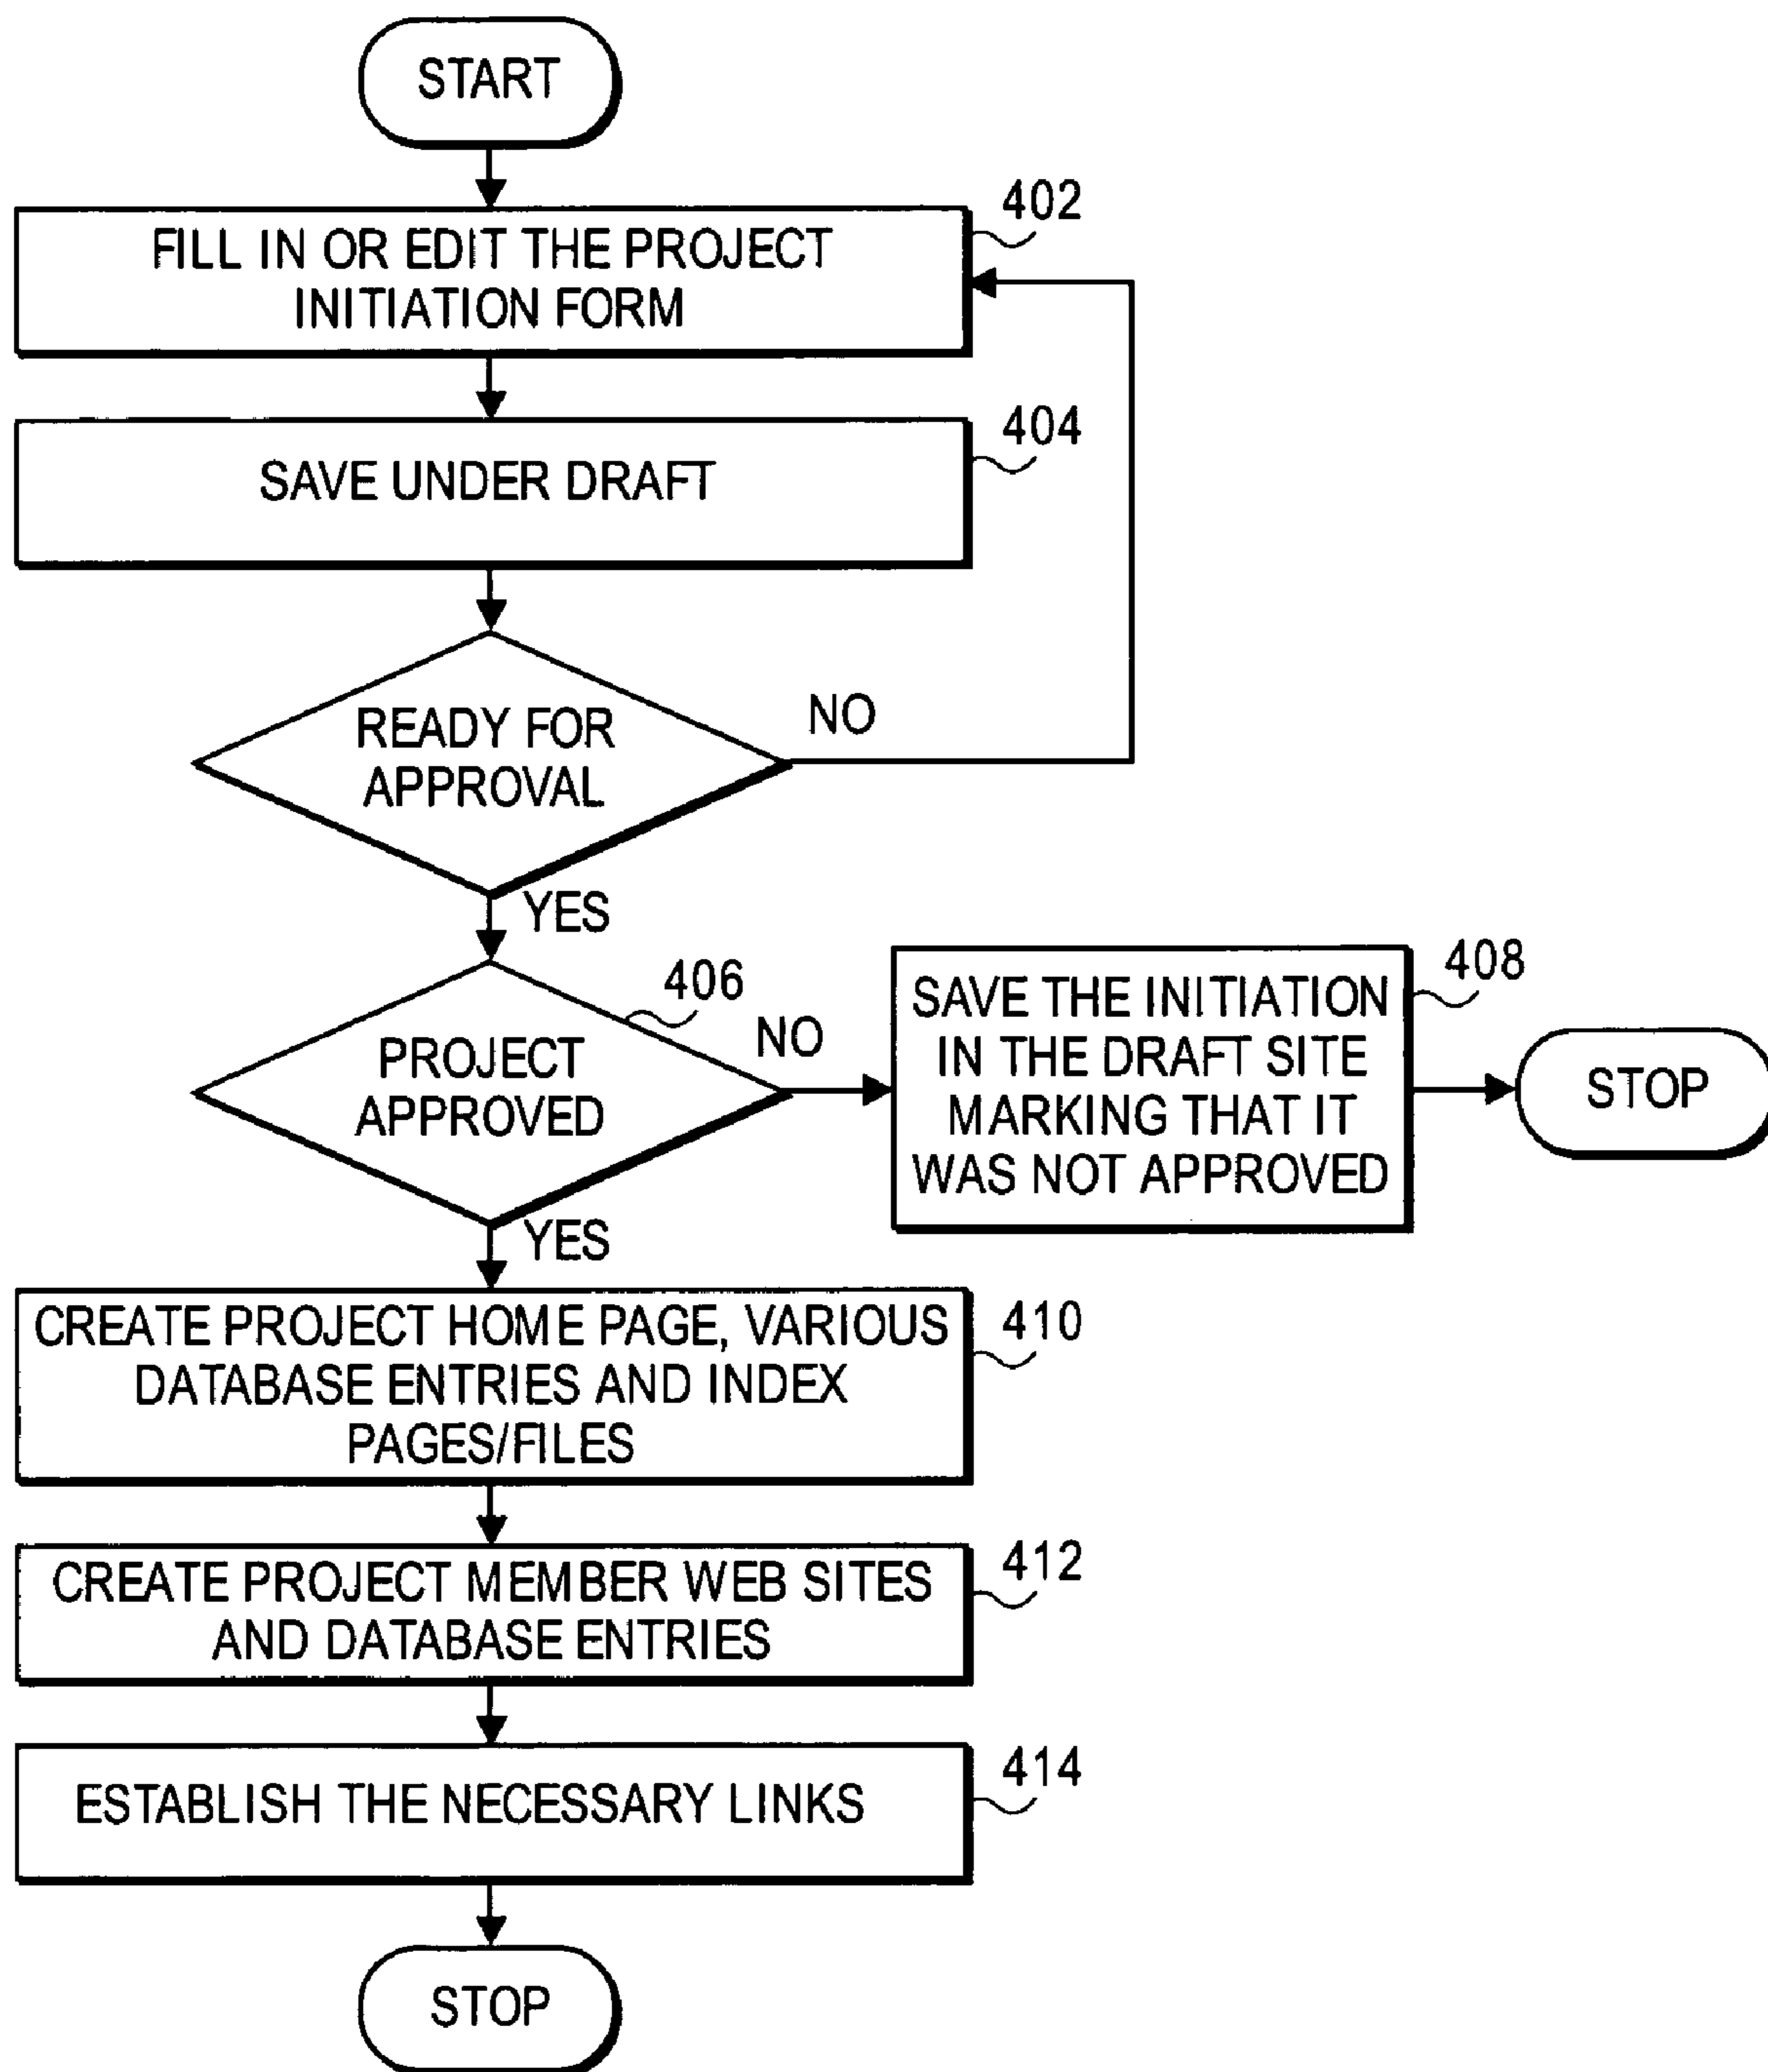 START
402
FILL IN OR EDIT THE PROJECT
INITIATION FORM
404
SAVE UNDER DRAFT
READY FOR
APPROVAL
NO
YES
406
PROJECT
APPROVED
NO
408
SAVE THE INITIATION
IN THE DRAFT SITE
MARKING THAT IT
WAS NOT APPROVED
STOP
YES
410
CREATE PROJECT HOME PAGE, VARIOUS
DATABASE ENTRIES AND INDEX
PAGES/FILES
412
CREATE PROJECT MEMBER WEB SITES
AND DATABASE ENTRIES
414
ESTABLISH THE NECESSARY LINKS
STOP